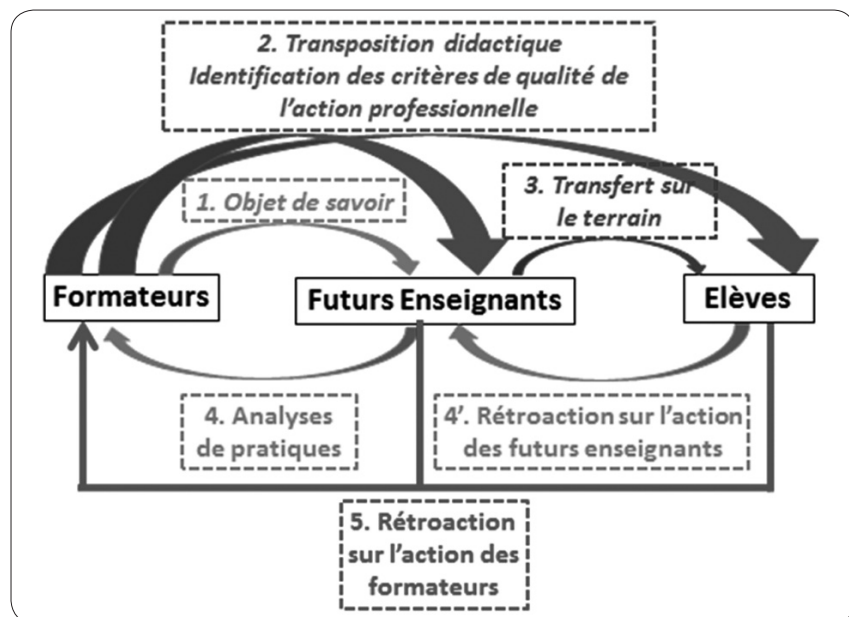 2. Transposition didactique
Identification des critères de qualité de
l'action professionnelle
1. Objet de savoir
3. Transfert sur
le terrain
Formateurs
Futurs Enseignants
Elèves
4. Analyses
de pratiques
4'. Rétroaction sur l'action
des futurs enseignants
5. Rétroaction
sur l'action des
formateurs